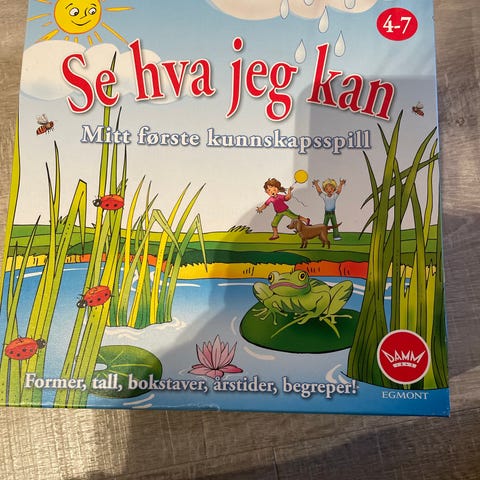 4-7
Se hva jeg kan
Mitt første kunnskapsspill
DAMM
EGMONT
Former, tall, bokstaver, årstider, begreper!